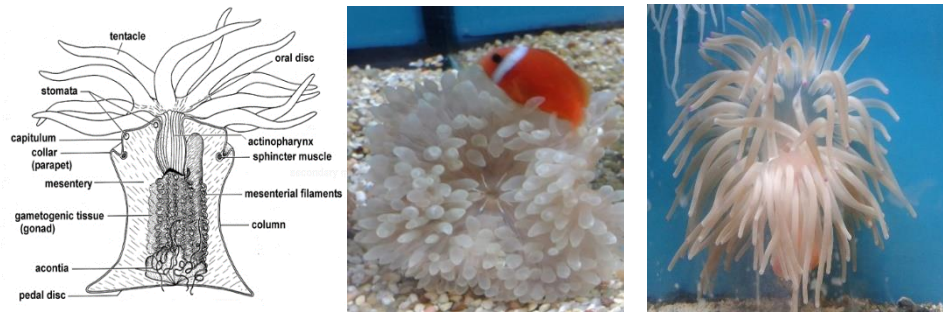 tentacle
oral disc
stomata
capitulum
collar
(parapet)
actinopharynx
sphincter muscle
mesentery
mesenterial filaments
gametogenic tissue
(gonad)
column
acontia
pedal disc